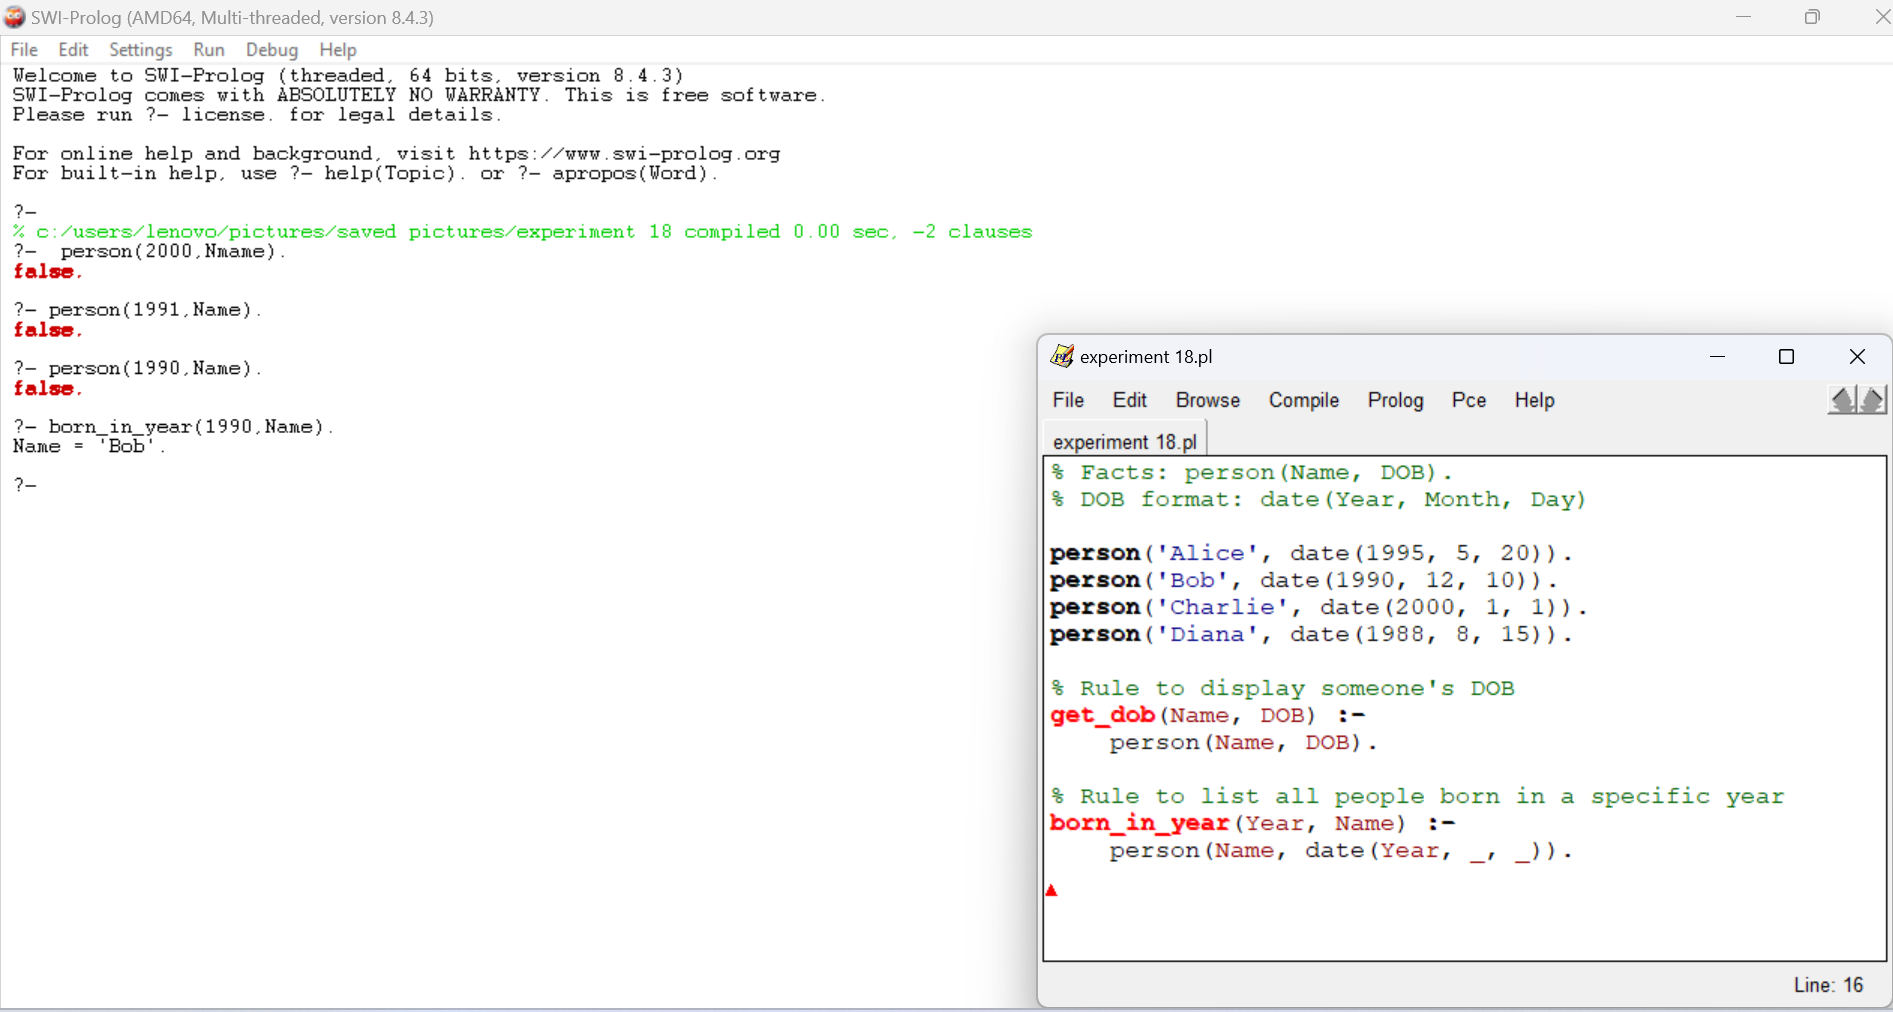 SWI-Prolog (AMD64, Multi-threaded, version 8.4.3)
File Edit Settings Run Debug Help
Welcome to SWI-Prolog (threaded, 64 bits, version 8.4.3)
SWI-Prolog comes with ABSOLUTELY NO WARRANTY. This is free software.
Please run ?- license. for legal details.
For online help and background, visit https://www.swi-prolog.org
For built-in help, use ?- help(Topic). or ?- apropos(Word).
?-
% c:/users/lenovo/pictures/saved pictures/experiment 18 compiled 0.00 sec, -2 clauses
?-  person(2000,Nmame).
false.
?- person(1991,Name).
false.
?- person(1990,Name).
false.
?- born_in_year(1990,Name).
Name = 'Bob'.
?-
experiment 18.pl
File Edit Browse Compile Prolog Pce Help
experiment 18.pl
% Facts: person(Name, DOB).
% DOB format: date(Year, Month, Day)
person('Alice', date(1995, 5, 20)).
person('Bob', date(1990, 12, 10)).
person('Charlie', date(2000, 1, 1)).
person('Diana', date(1988, 8, 15)).
% Rule to display someone's DOB
get_dob(Name, DOB) :-
    person(Name, DOB).
% Rule to list all people born in a specific year
born_in_year(Year, Name) :-
    person(Name, date(Year, _, _)).
Line: 16